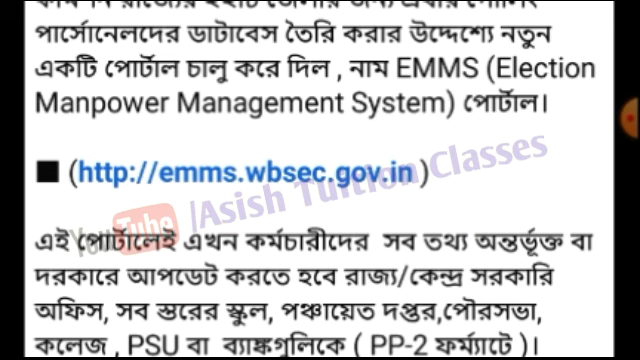 পার্সোনেলদের ডাটাবেস তৈরি করার উদ্দেশ্যে নতুন
একটি পোর্টাল চালু করে দিল , নাম EMMS (Election
Manpower Management System) পোর্টাল।
■ (http://emms.wbsec.gov.in )
YouTube /Asish Tuition Classes
এই পোর্টালেই এখন কর্মচারীদের সব তথ্য অন্তর্ভূক্ত বা
দরকারে আপডেট করতে হবে রাজ্য/কেন্দ্র সরকারি
অফিস, সব স্তরের স্কুল, পঞ্চায়েত দপ্তর,পৌরসভা,
কলেজ , PSU বা ব্যাঙ্কগুলিকে ( PP-2 ফর্ম্যাটে )।